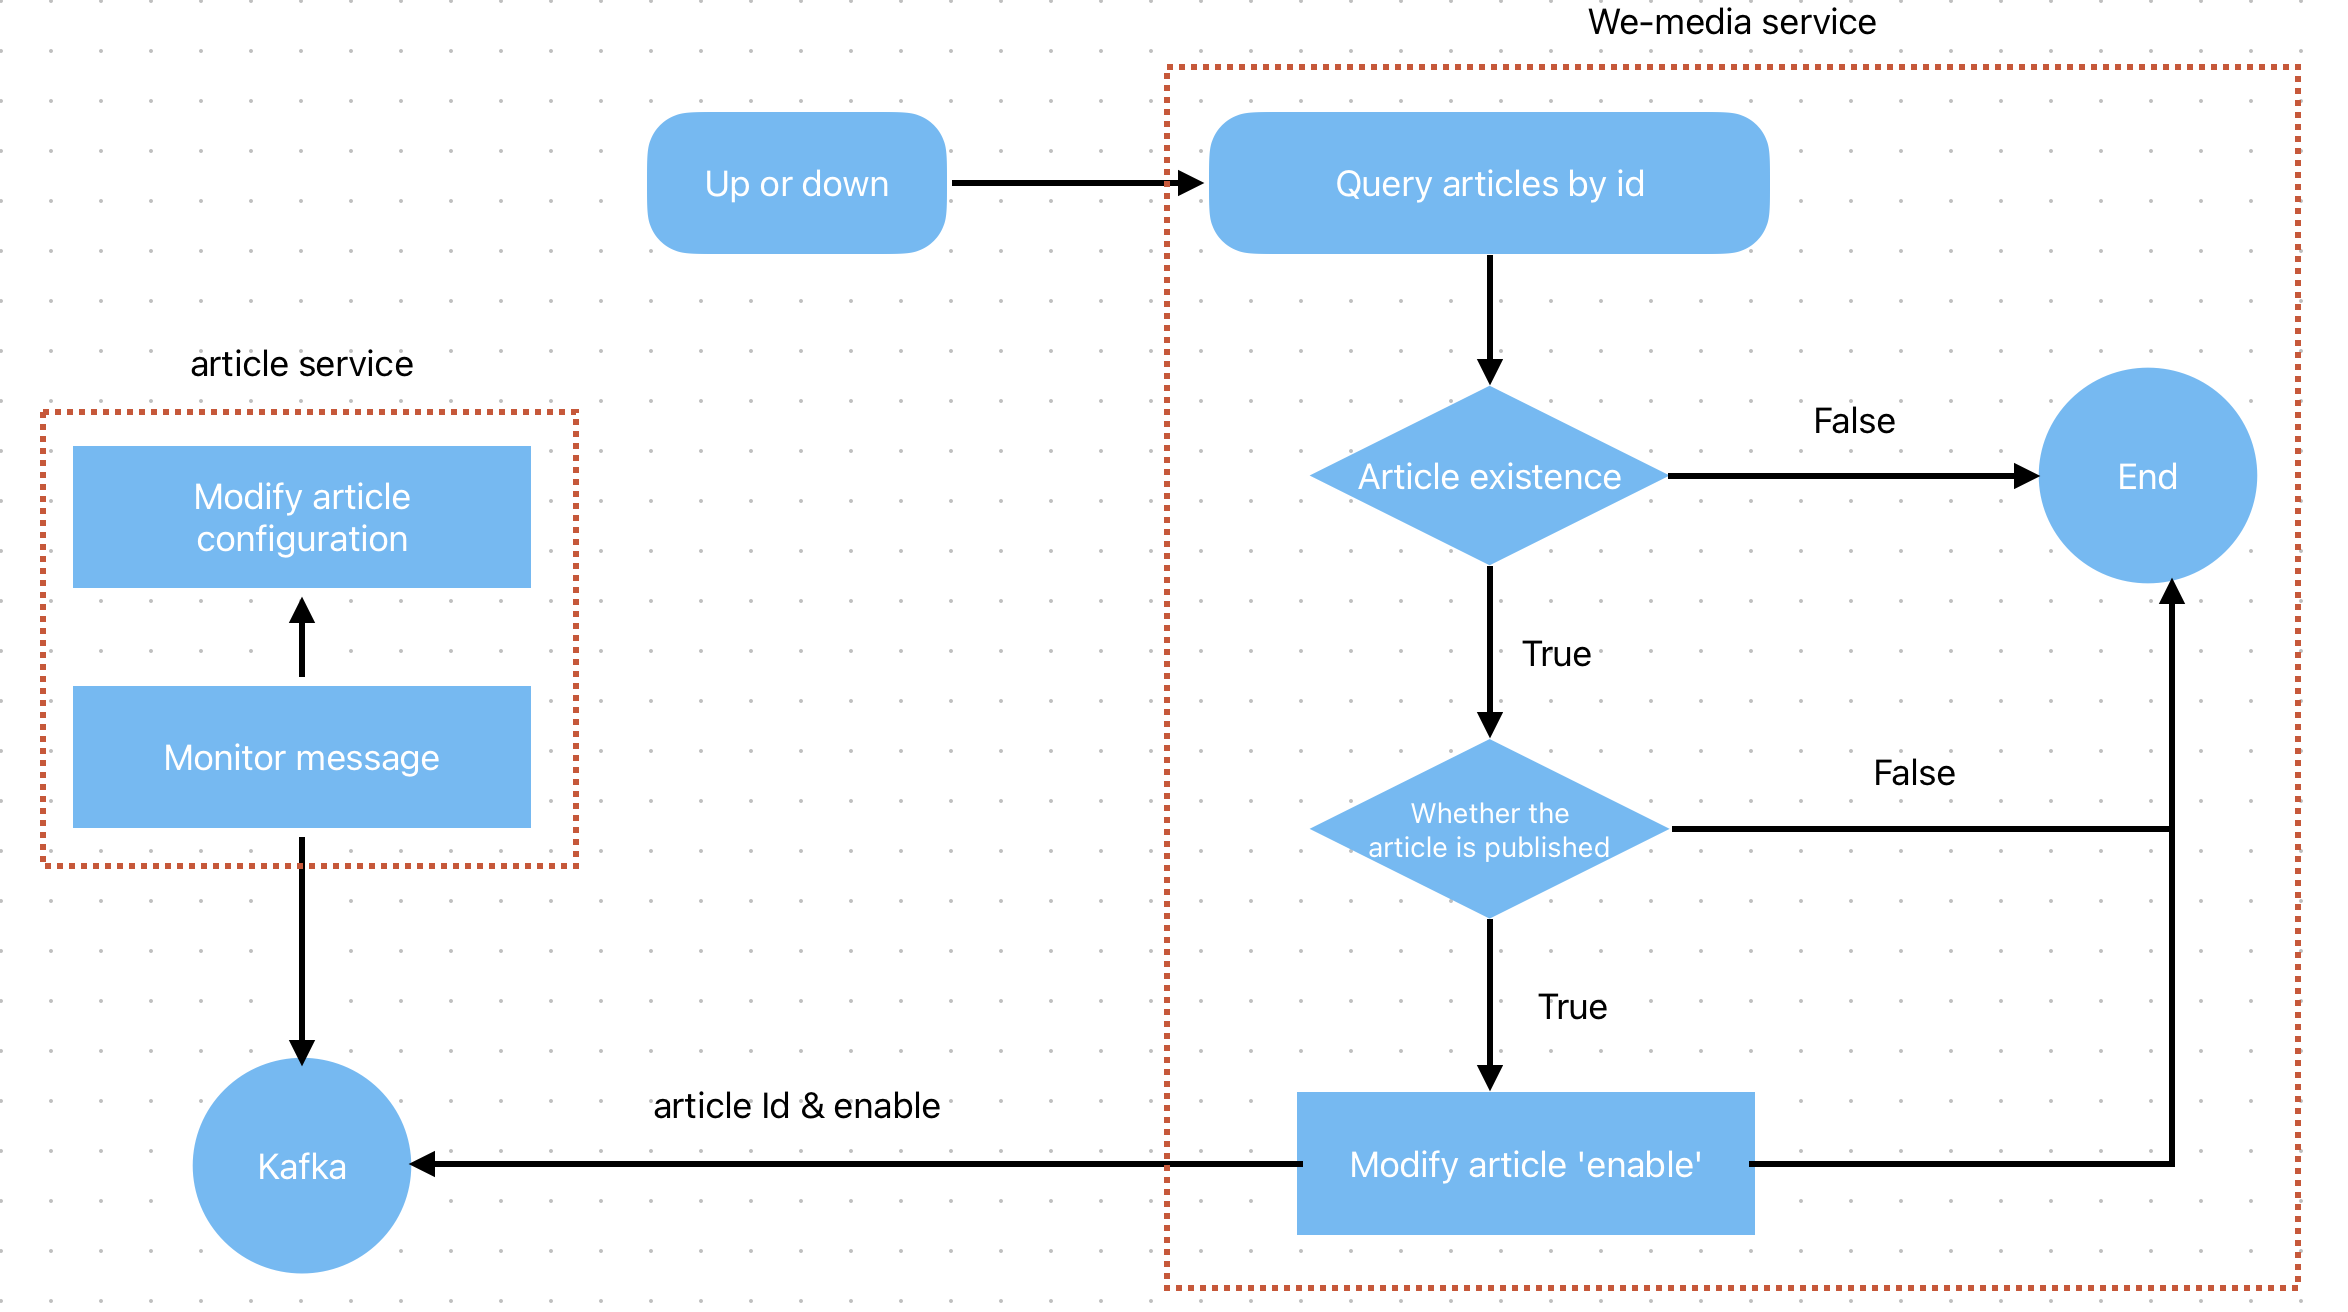 We-media service
Up or down
Query articles by id
article service
Modify article
configuration
Monitor message
Article existence
False
End
True
Whether the
article is published
False
True
article Id & enable
Kafka
Modify article 'enable'